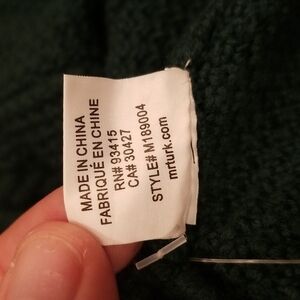 MADE IN CHINA
FABRIQUÉ EN CHINE
RN# 93415
CA# 30427
STYLE# M189004
mrturk.com